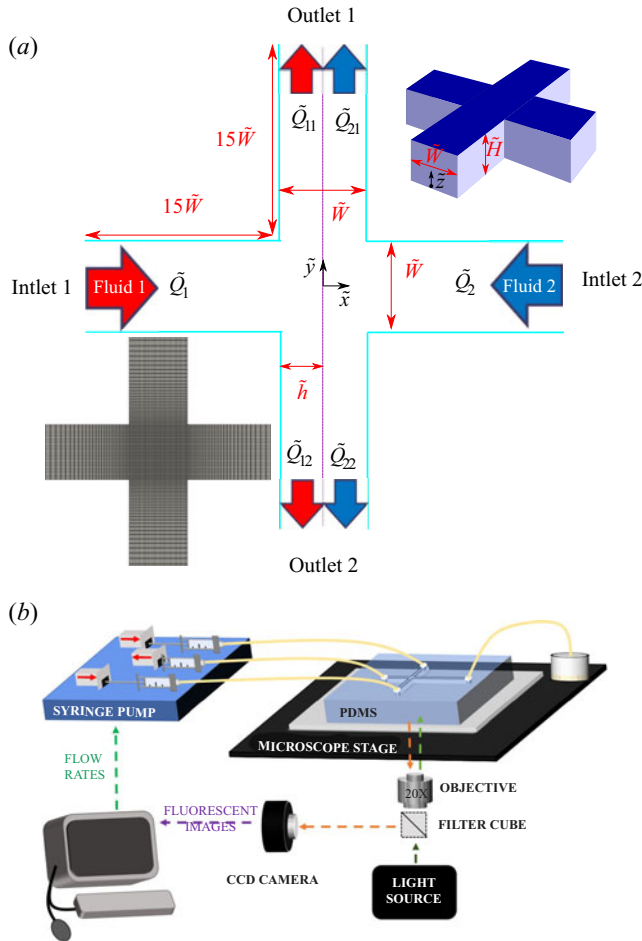 Outlet 1
(a)
Q̃11 Q̃21
15W̃
W̃ H̃
z̃
15W̃
W̃
ỹ
Intlet 1 Fluid 1 Q̃1 x̃ W̃ Q̃2 Fluid 2 Intlet 2
h̃
Q̃12 Q̃22
Outlet 2
(b)
SYRINGE PUMP
PDMS
MICROSCOPE STAGE
FLOW
RATES
20X OBJECTIVE
FLUORESCENT
IMAGES
FILTER CUBE
CCD CAMERA
LIGHT
SOURCE